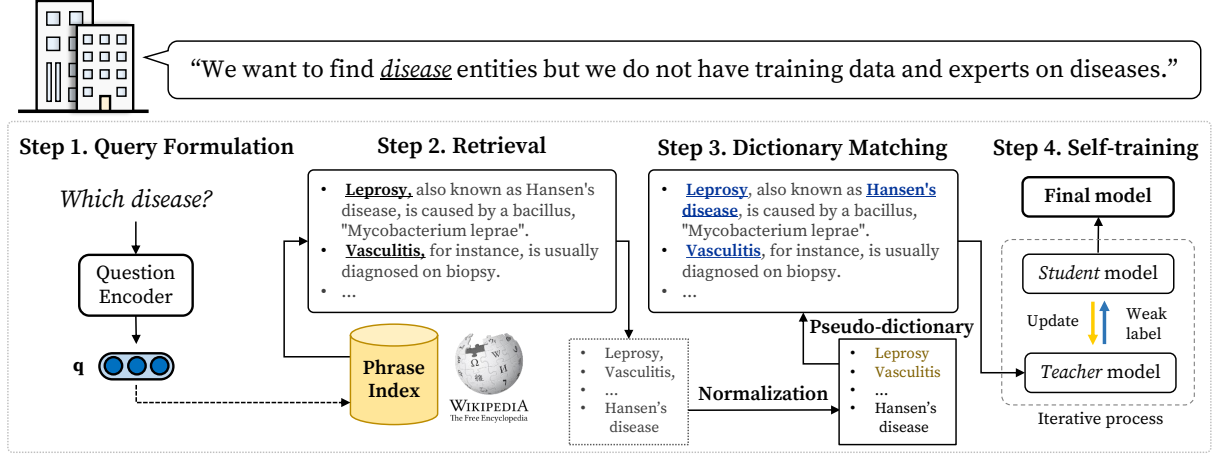 “We want to find disease entities but we do not have training data and experts on diseases.”
Step 1. Query Formulation
Which disease?
Question
Encoder
q
Step 2. Retrieval
• Leprosy, also known as Hansen's
disease, is caused by a bacillus,
"Mycobacterium leprae".
• Vasculitis, for instance, is usually
diagnosed on biopsy.
• ...
Phrase
Index
WIKIPEDIA
The Free Encyclopedia
• Leprosy,
• Vasculitis,
• ...
• Hansen's
disease
Normalization
Step 3. Dictionary Matching
• Leprosy, also known as Hansen's
disease, is caused by a bacillus,
"Mycobacterium leprae".
• Vasculitis, for instance, is usually
diagnosed on biopsy.
• ...
Pseudo-dictionary
• Leprosy
• Vasculitis
• ...
• Hansen's
disease
Step 4. Self-training
Final model
Student model
Update
Weak
label
Teacher model
Iterative process